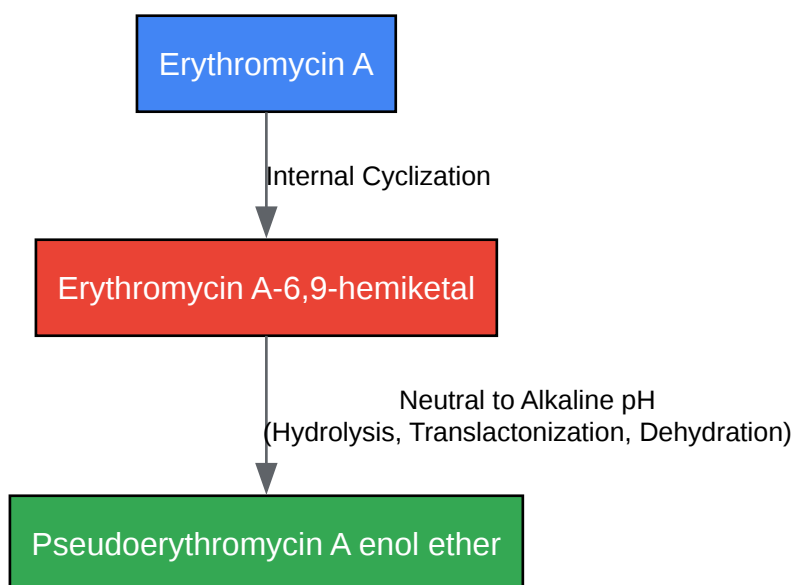 Erythromycin A
Internal Cyclization
Erythromycin A-6,9-hemiketal
Neutral to Alkaline pH
(Hydrolysis, Translactonization, Dehydration)
Pseudoerythromycin A enol ether